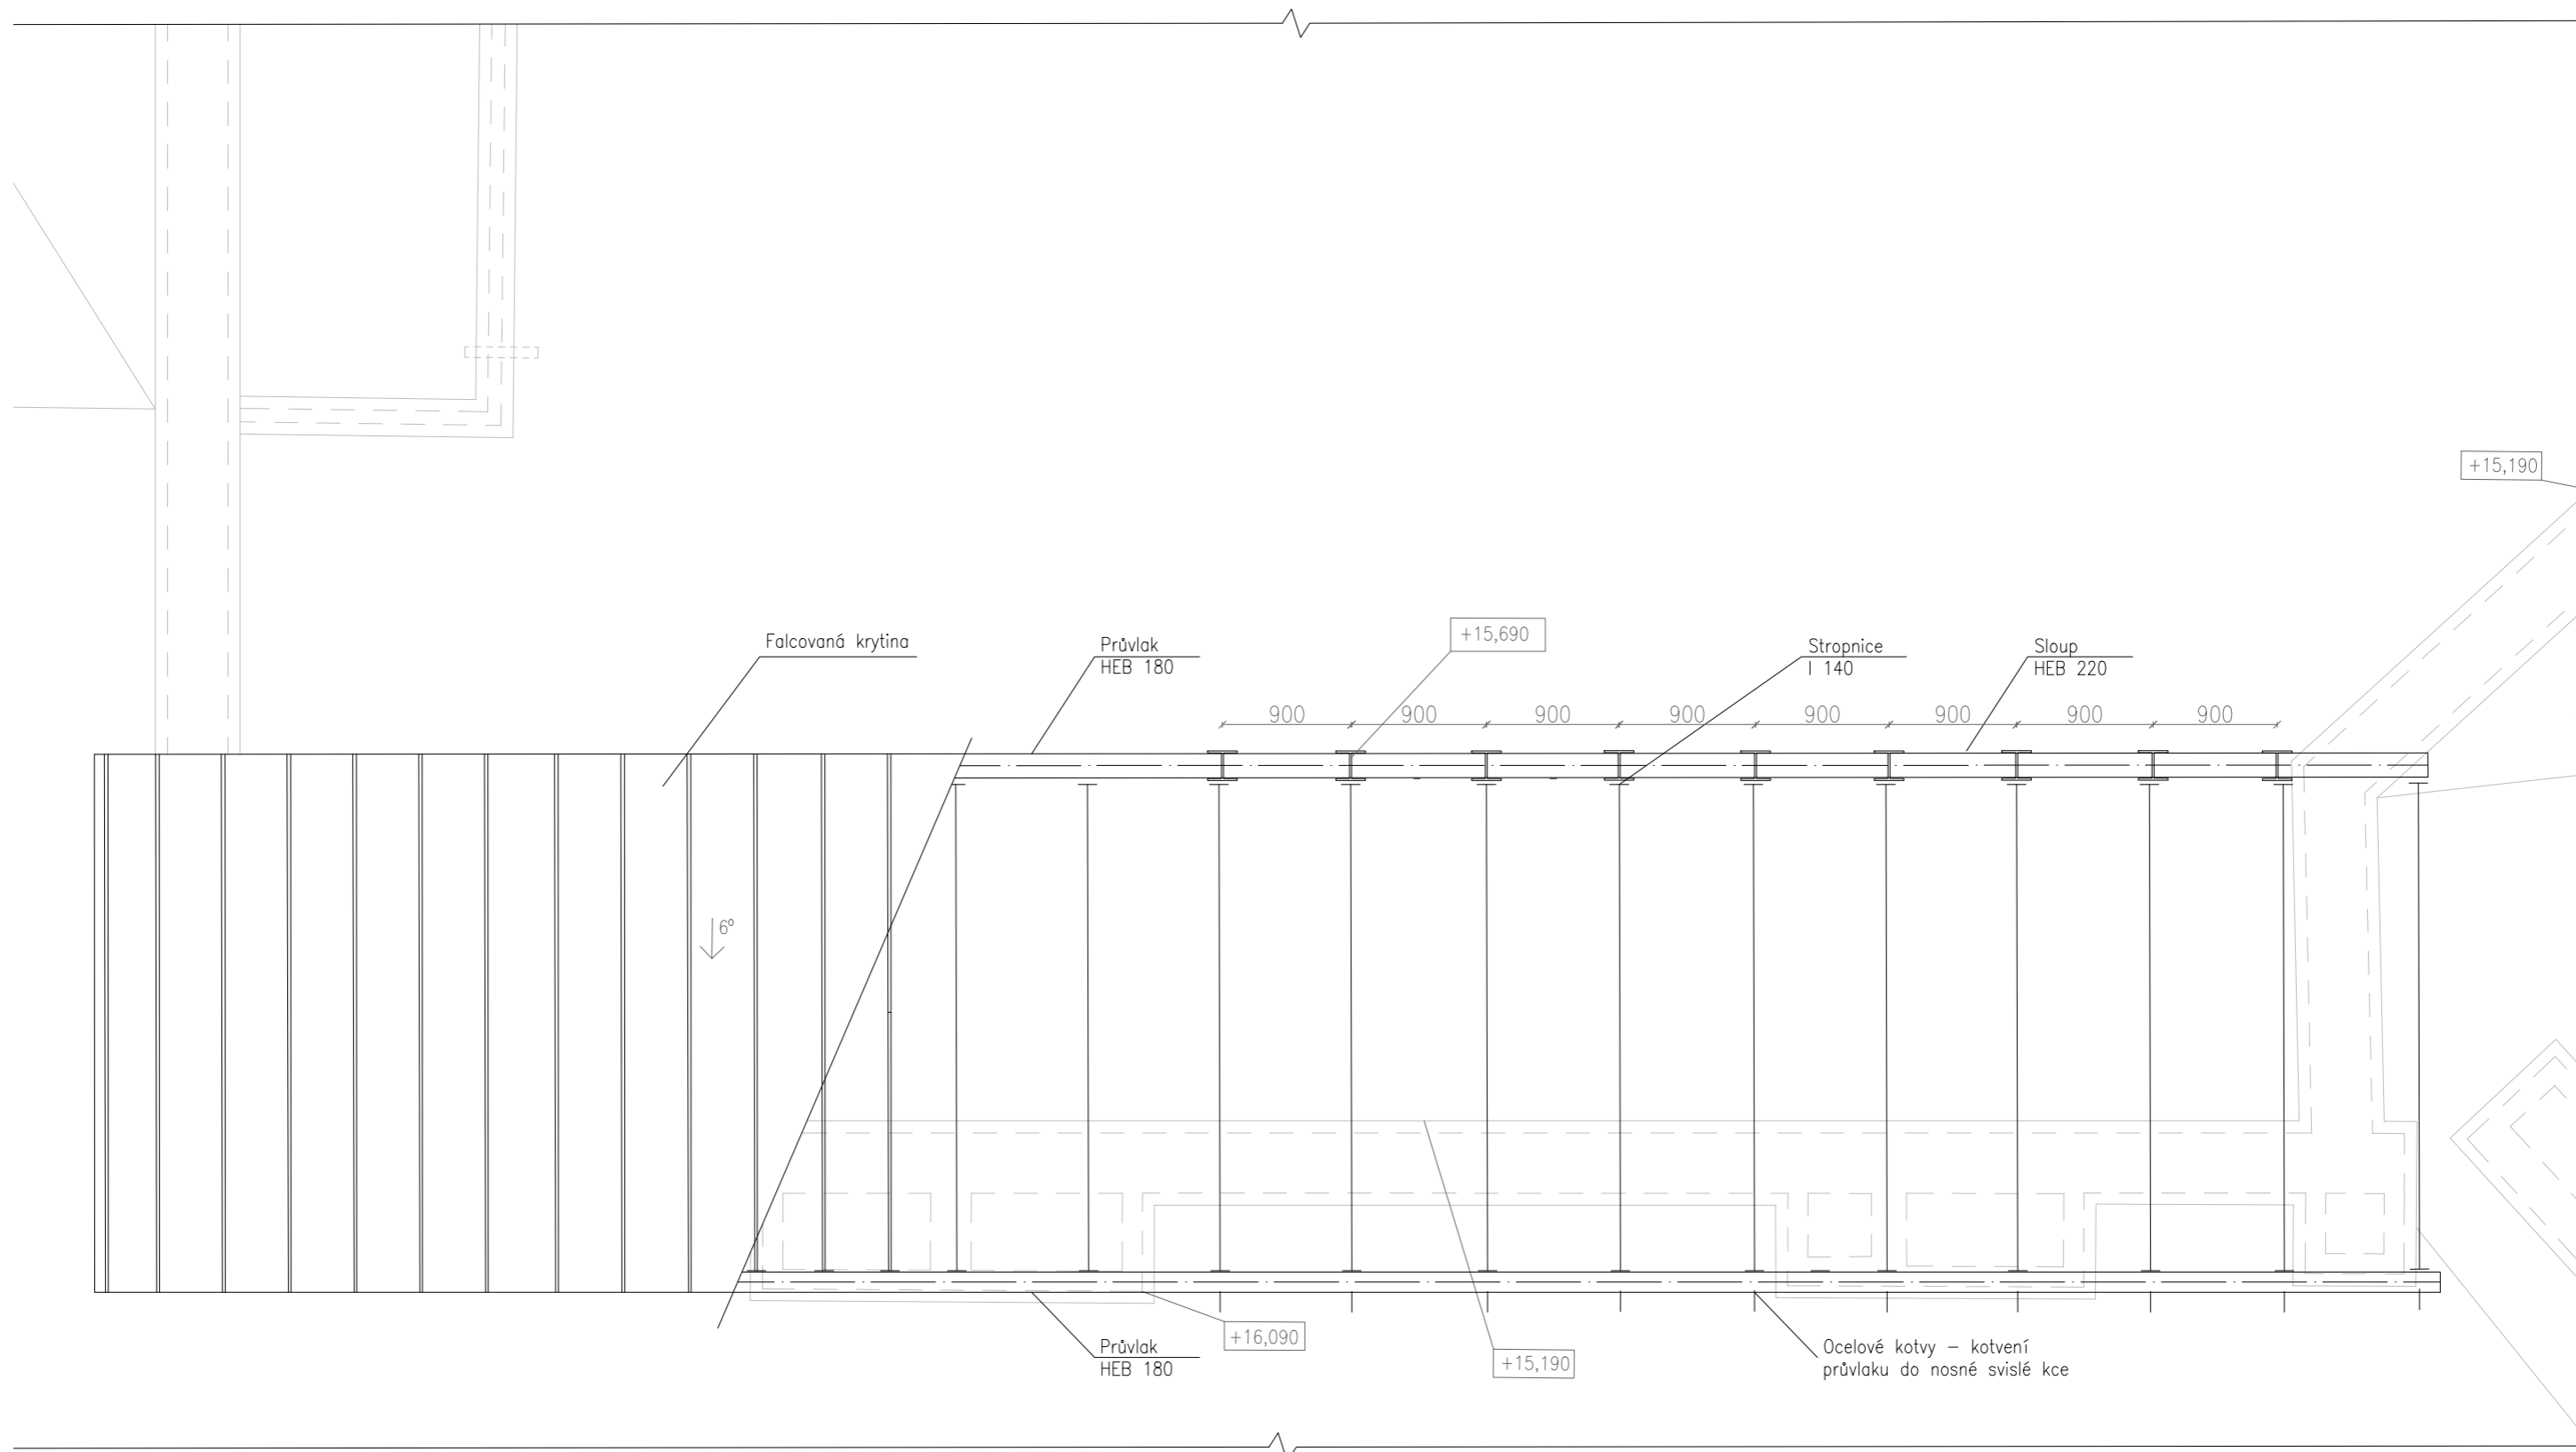 +15,190
Falcovaná krytina
Průvlak
HEB 180
+15,690
Stropnice
I 140
Sloup
HEB 220
900 900 900 900 900 900 900 900
6°
+16,090
+15,190
Průvlak
HEB 180
Ocelové kotvy – kotvení
průvlaku do nosné svislé kce